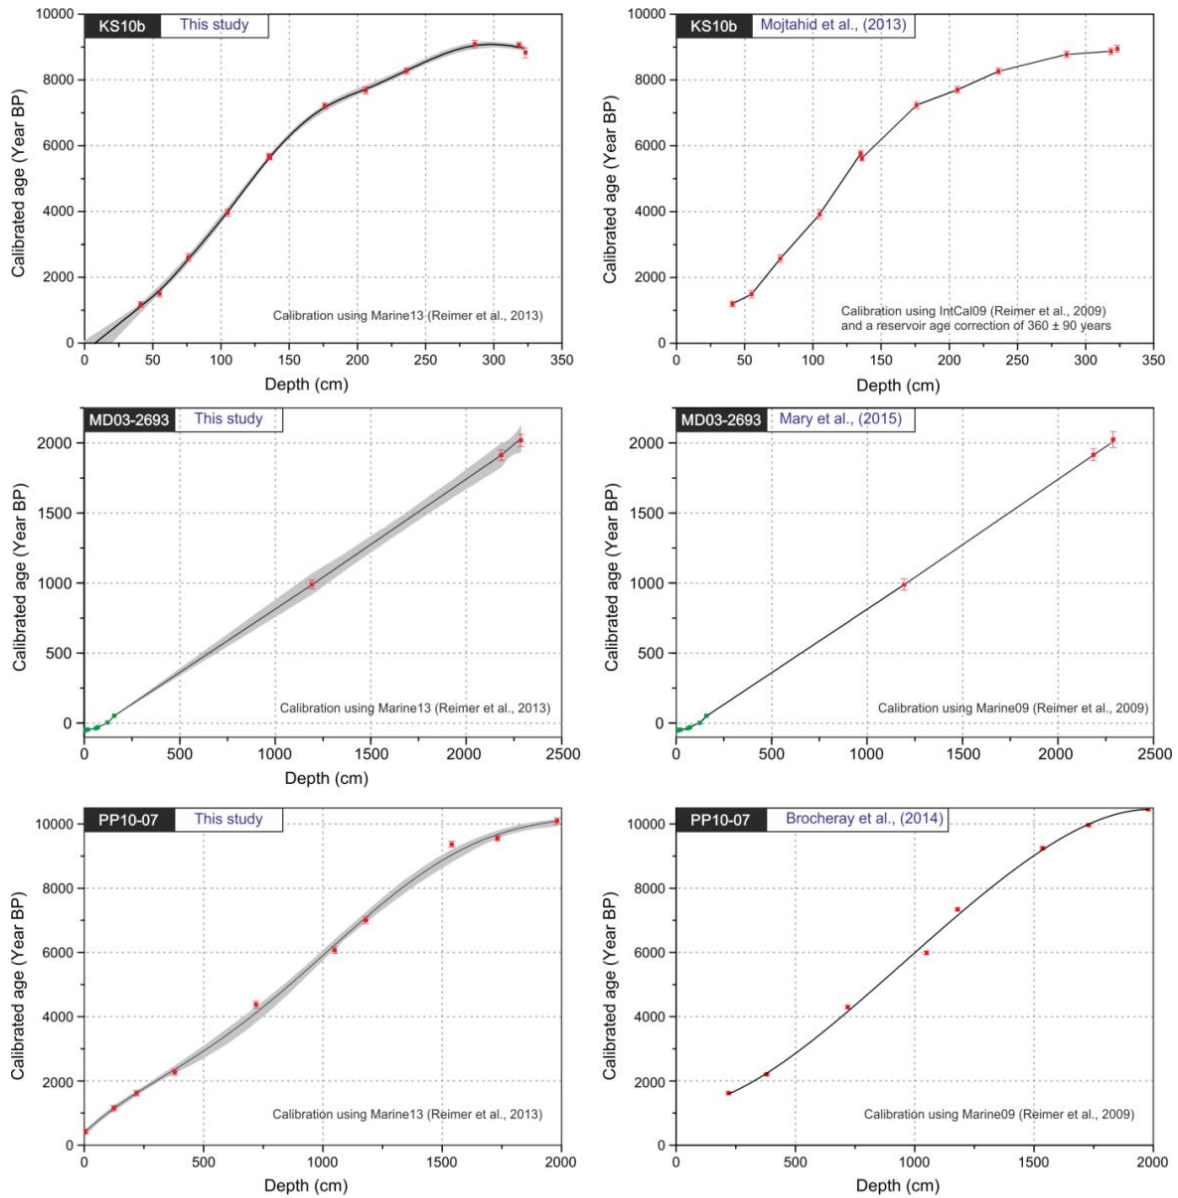 KS10b This study
Calibrated age (Year BP)
10000
8000
6000
4000
2000
0
Calibration using Marine13 (Reimer et al., 2013)
0 50 100 150 200 250 300 350
Depth (cm)
KS10b Mojtahid et al., (2013)
Calibrated age (Year BP)
10000
8000
6000
4000
2000
0
Calibration using IntCal09 (Reimer et al., 2009)
and a reservoir age correction of 360 ± 90 years
0 50 100 150 200 250 300 350
Depth (cm)
MD03-2693 This study
Calibrated age (Year BP)
2000
1500
1000
500
0
Calibration using Marine13 (Reimer et al., 2013)
0 500 1000 1500 2000 2500
Depth (cm)
MD03-2693 Mary et al., (2015)
Calibrated age (Year BP)
2000
1500
1000
500
0
Calibration using Marine09 (Reimer et al., 2009)
0 500 1000 1500 2000 2500
PP10-07 This study
Calibrated age (Year BP)
10000
8000
6000
4000
2000
0
Calibration using Marine13 (Reimer et al., 2013)
0 500 1000 1500 2000
Depth (cm)
PP10-07 Brocheray et al., (2014)
Calibrated age (Year BP)
10000
8000
6000
4000
2000
0
Calibration using Marine09 (Reimer et al., 2009)
0 500 1000 1500 2000
Depth (cm)